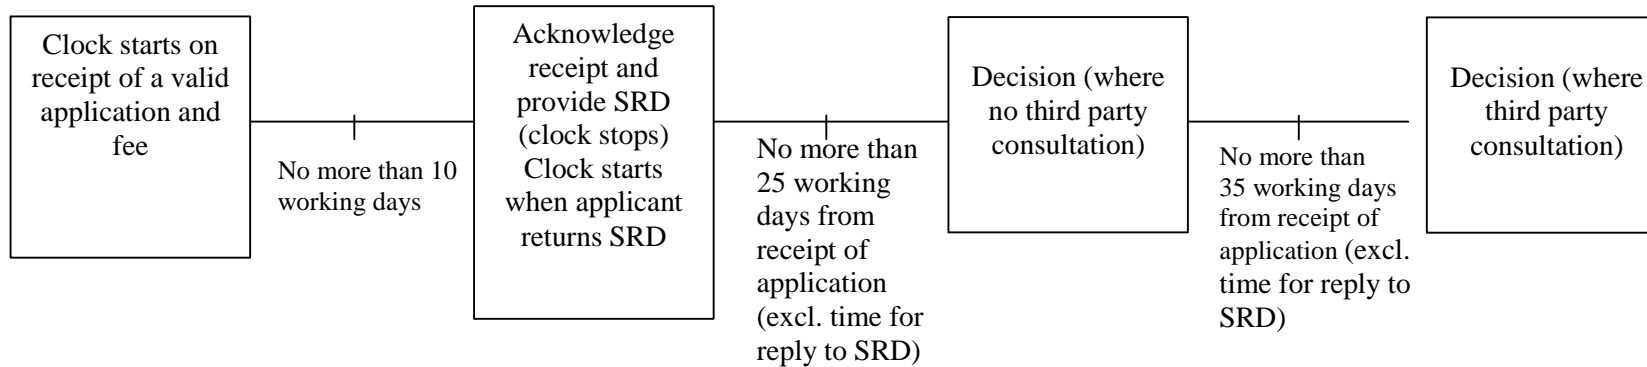 Clock starts on
receipt of a valid
application and
fee
No more than 10
working days
Acknowledge
receipt and
provide SRD
(clock stops)
Clock starts
when applicant
returns SRD
No more than
25 working
days from
receipt of
application
(excl. time for
reply to SRD)
Decision (where
no third party
consultation)
No more than
35 working days
from receipt of
application (excl.
time for reply to
SRD)
Decision (where
third party
consultation)